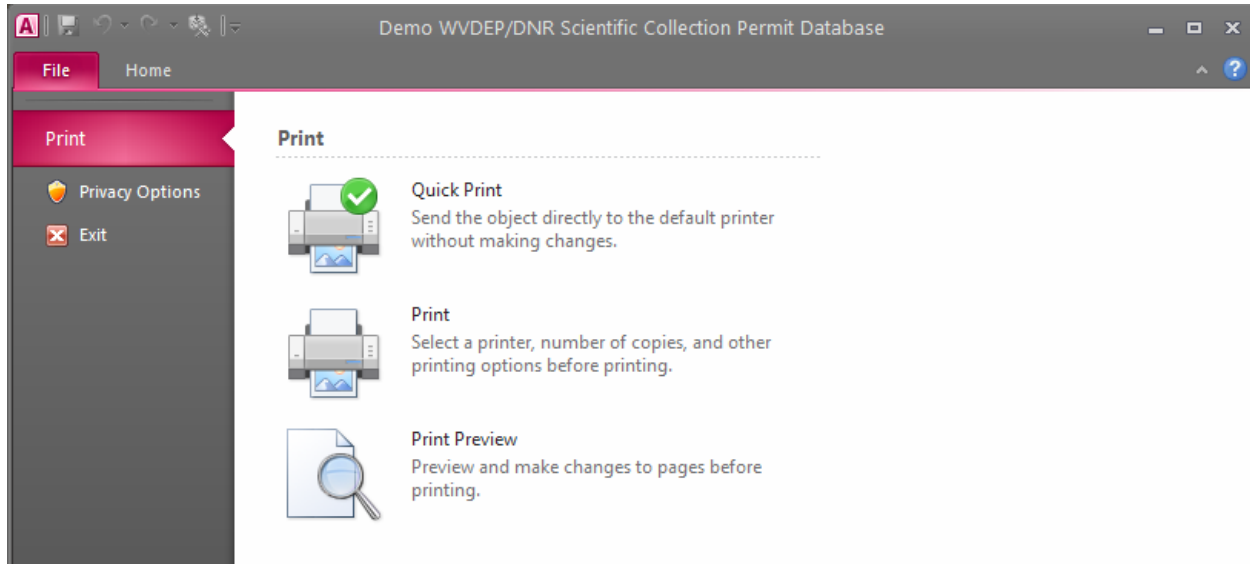 A
Demo WVDEP/DNR Scientific Collection Permit Database
File Home
?
Print
Privacy Options
Exit
Print
Quick Print
Send the object directly to the default printer
without making changes.
Print
Select a printer, number of copies, and other
printing options before printing.
Print Preview
Preview and make changes to pages before
printing.